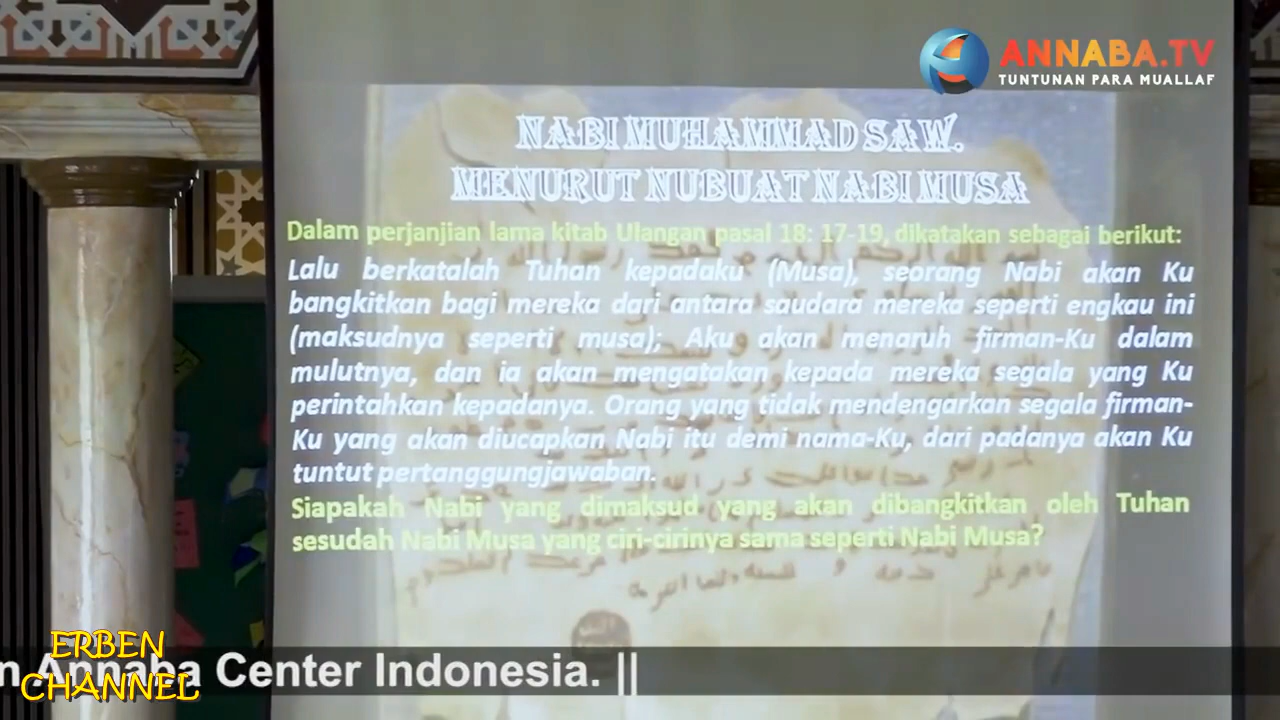 ANNABA.TV
TUNTUNAN PARA MUALLAF
NABI MUHAMMAD SAW.
MENURUT NUBUAT NABI MUSA
Dalam perjanjian lama kitab Ulangan pasal 18: 17-19, dikatakan sebagai berikut:
Lalu berkatalah Tuhan kepadaku (Musa), seorang Nabi akan Ku
bangkitkan bagi mereka dari antara saudara mereka seperti engkau ini
(maksudnya seperti musa); Aku akan menaruh firman-Ku dalam
mulutnya, dan ia akan mengatakan kepada mereka segala yang Ku
perintahkan kepadanya. Orang yang tidak mendengarkan segala firman-
Ku yang akan diucapkan Nabi itu demi nama-Ku, dari padanya akan Ku
tuntut pertanggungjawaban.
Siapakah Nabi yang dimaksud yang akan dibangkitkan oleh Tuhan
sesudah Nabi Musa yang ciri-cirinya sama seperti Nabi Musa?
n Annaba Center Indonesia. ||
ERBEN
CHANNEL